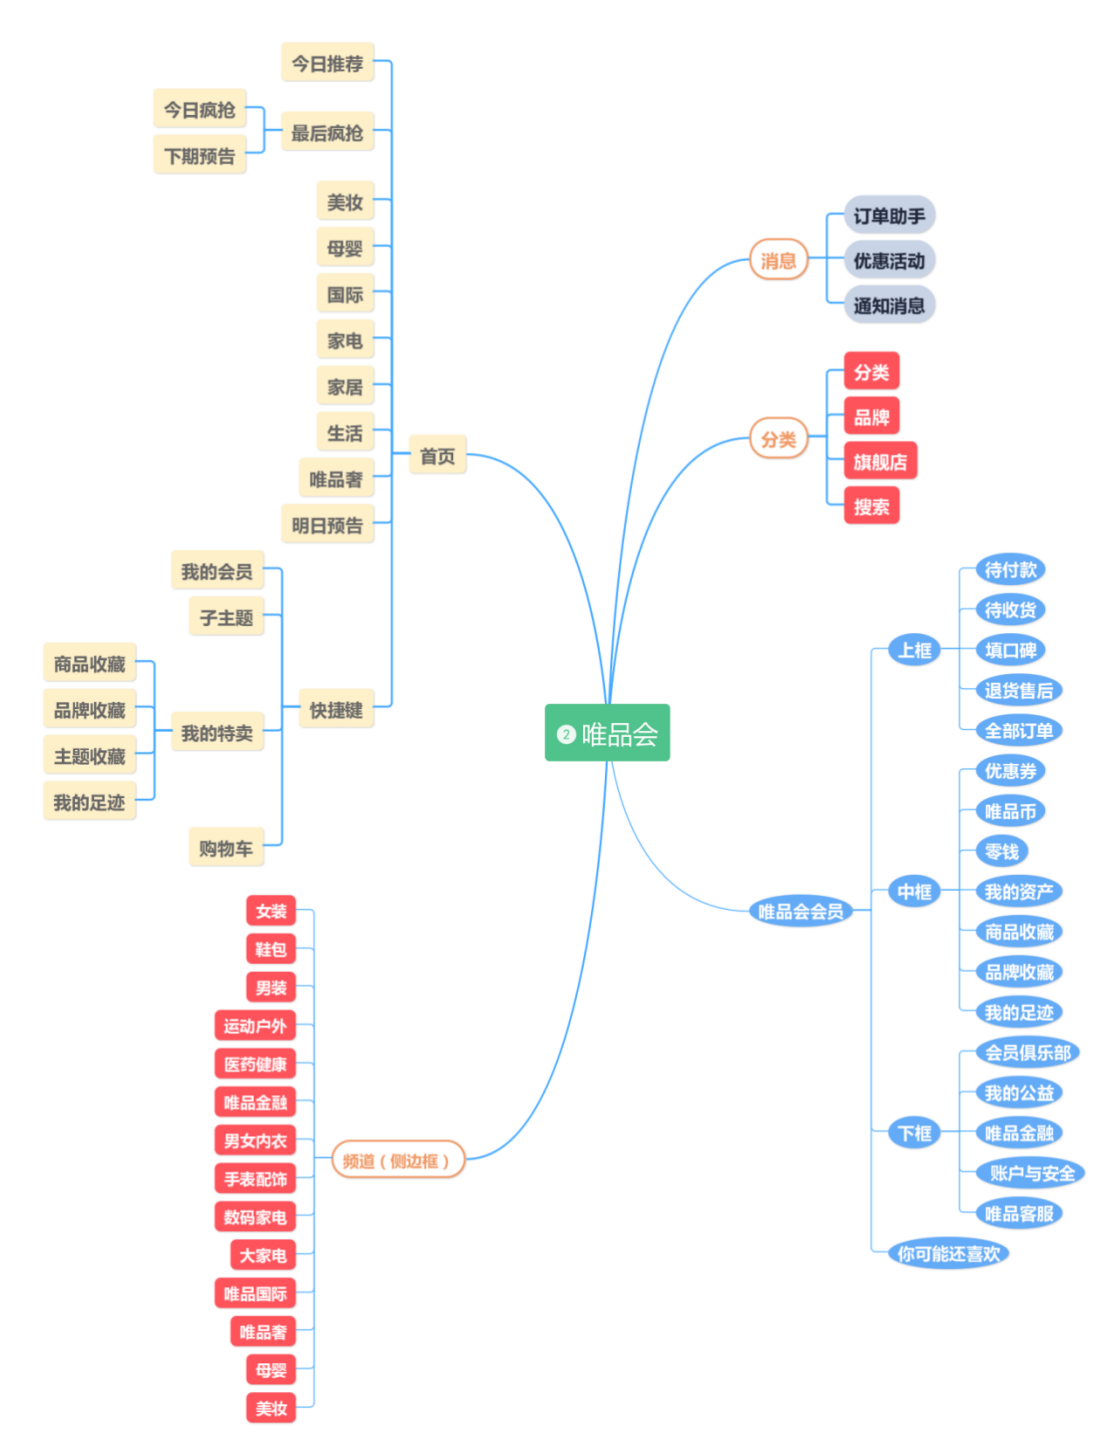 ② 唯品会
首页
今日推荐
最后疯抢
今日疯抢
下期预告
美妆
母婴
国际
家电
家居
生活
唯品奢
明日预告
快捷键
我的会员
子主题
我的特卖
商品收藏
品牌收藏
主题收藏
我的足迹
购物车
频道（侧边框）
女装
鞋包
男装
运动户外
医药健康
唯品金融
男女内衣
手表配饰
数码家电
大家电
唯品国际
唯品奢
母婴
美妆
消息
订单助手
优惠活动
通知消息
分类
分类
品牌
旗舰店
搜索
唯品会会员
上框
待付款
待收货
填口碑
退货售后
全部订单
中框
优惠券
唯品币
零钱
我的资产
商品收藏
品牌收藏
我的足迹
下框
会员俱乐部
我的公益
唯品金融
账户与安全
唯品客服
你可能还喜欢